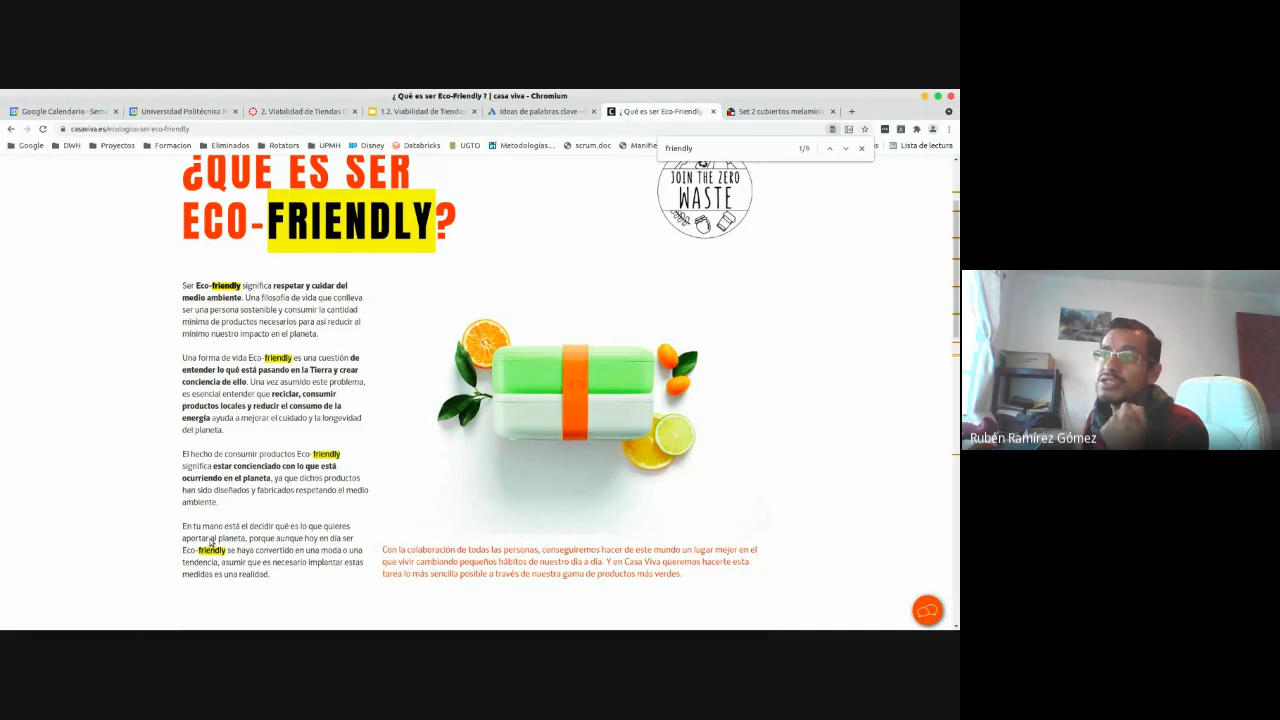 ¿ Qué es ser Eco-Friendly ? | casa viva - Chromium
Google Calendario - Sema
Universidad Politécnica M
2. Viabilidad de Tiendas O
1.2. Viabilidad de Tiendas
Ideas de palabras clave -
¿ Qué es ser Eco-Friendly
Set 2 cubiertos melamina
casaviva.es/ecologico-ser-eco-friendly
friendly
1/9
Google
DWH
Proyectos
Formacion
Eliminados
Rotators
UPMH
Disney
Databricks
UGTO
Metodologías...
scrum.doc
Manifie
Lista de lectura
¿QUÉ ES SER
ECO-FRIENDLY?
JOIN THE ZERO
WASTE
Ser Eco-friendly significa respetar y cuidar del
medio ambiente. Una filosofía de vida que conlleva
ser una persona sostenible y consumir la cantidad
mínima de productos necesarios para así reducir al
mínimo nuestro impacto en el planeta.
Una forma de vida Eco-friendly es una cuestión de
entender lo qué está pasando en la Tierra y crear
conciencia de ello. Una vez asumido este problema,
es esencial entender que reciclar, consumir
productos locales y reducir el consumo de la
energía ayuda a mejorar el cuidado y la longevidad
del planeta.
El hecho de consumir productos Eco-friendly
significa estar concienciado con lo que está
ocurriendo en el planeta, ya que dichos productos
han sido diseñados y fabricados respetando el medio
ambiente.
En tu mano está el decidir qué es lo que quieres
aportar al planeta, porque aunque hoy en día ser
Eco-friendly se haya convertido en una moda o una
tendencia, asumir que es necesario implantar estas
medidas es una realidad.
Con la colaboración de todas las personas, conseguiremos hacer de este mundo un lugar mejor en el
que vivir cambiando pequeños hábitos de nuestro día a día. Y en Casa Viva queremos hacerte esta
tarea lo más sencilla posible a través de nuestra gama de productos más verdes.
Rubén Ramírez Gómez